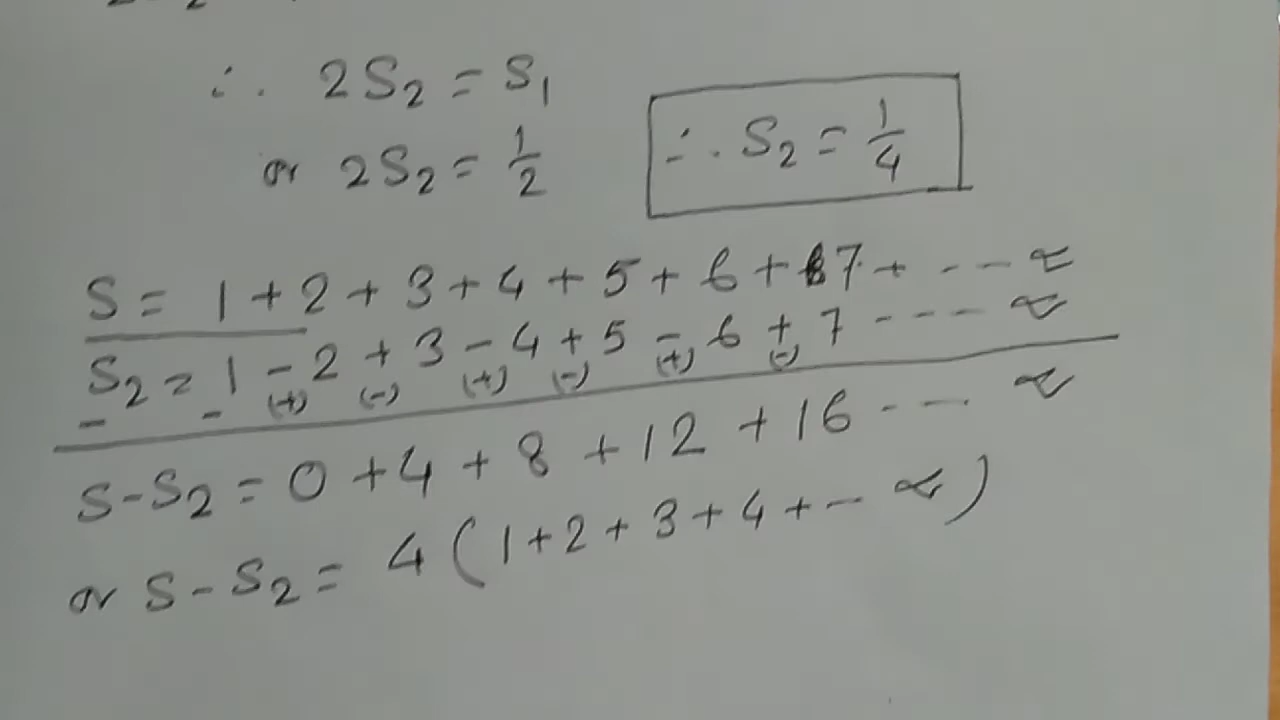 ∴ 2S₂ = S₁
or 2S₂ = 1/2
∴ S₂ = 1/4
S = 1 + 2 + 3 + 4 + 5 + 6 + 7 + --- ∞
S₂ = 1 - 2 + 3 - 4 + 5 - 6 + 7 ---- ∞
- - (+) (-) (+) (-) (+) (-)
S-S₂ = 0 + 4 + 8 + 12 + 16 --- ∞
or S - S₂ = 4 (1+2+3+4+-- ∞)